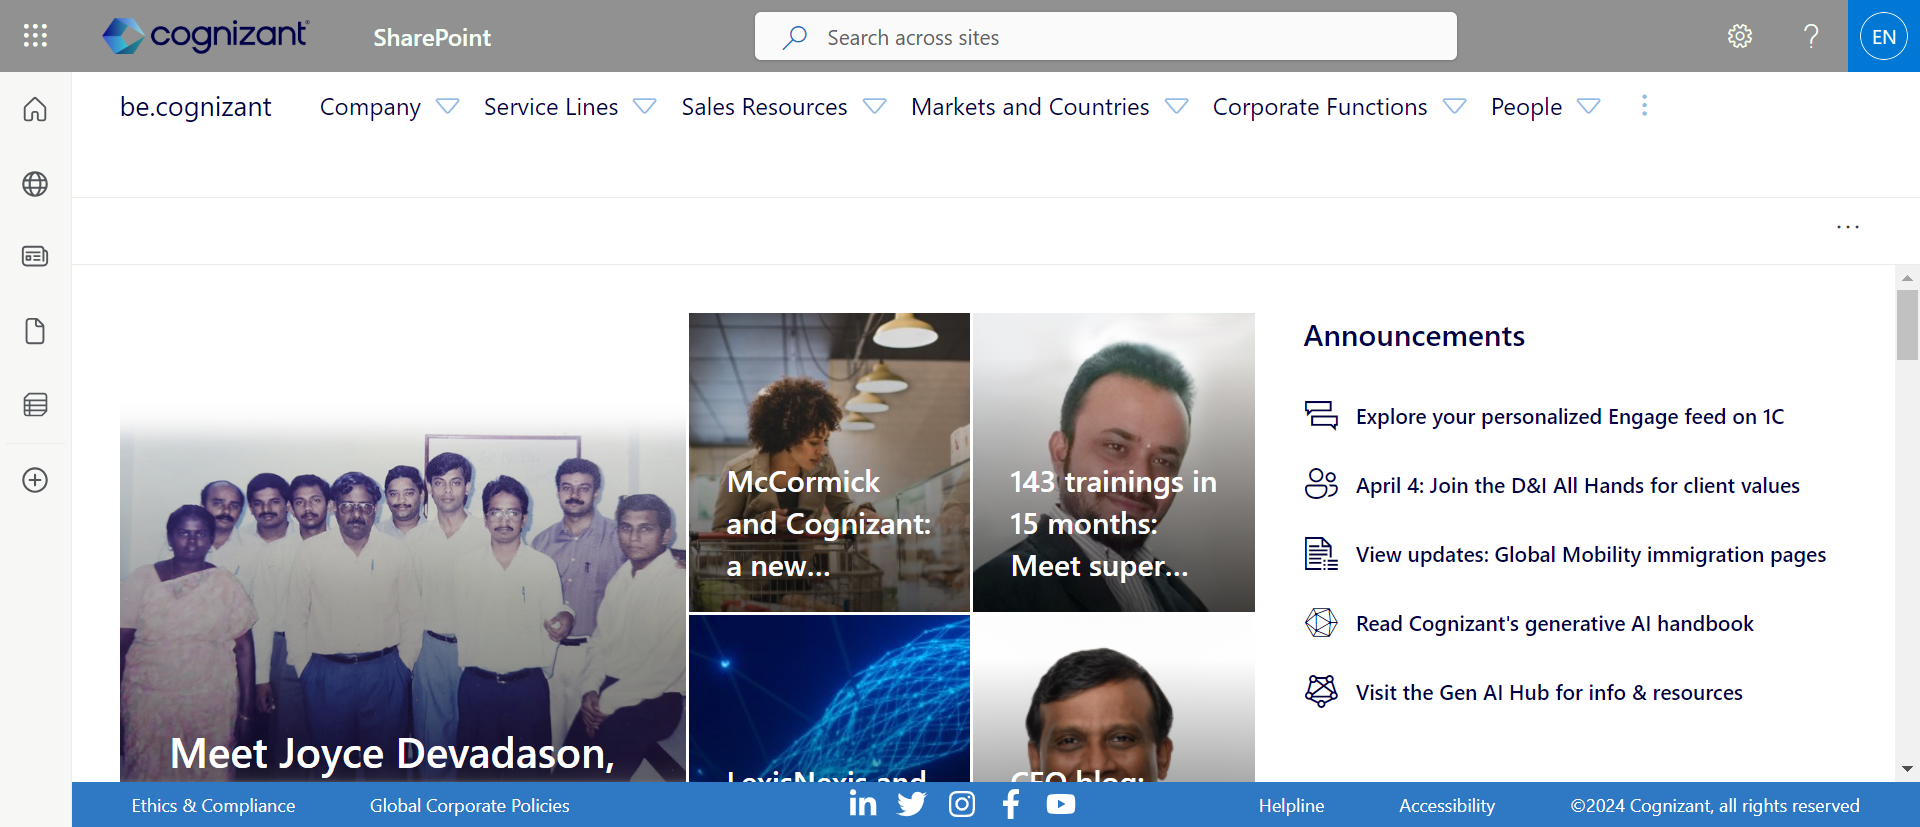 cognizant
SharePoint
Search across sites
EN
be.cognizant
Company
Service Lines
Sales Resources
Markets and Countries
Corporate Functions
People
Announcements
Explore your personalized Engage feed on 1C
April 4: Join the D&I All Hands for client values
View updates: Global Mobility immigration pages
Read Cognizant's generative AI handbook
Visit the Gen AI Hub for info & resources
McCormick
and Cognizant:
a new...
143 trainings in
15 months:
Meet super...
Meet Joyce Devadason,
LexisNexis and
CEO blog:
Ethics & Compliance
Global Corporate Policies
Helpline
Accessibility
©2024 Cognizant, all rights reserved